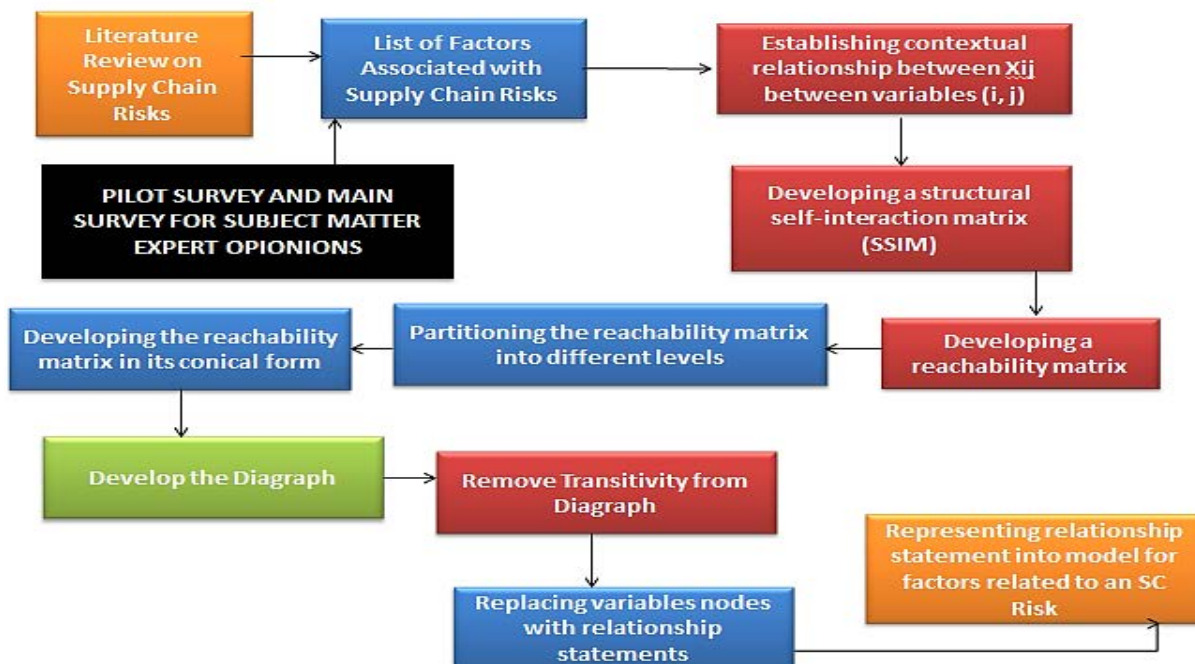 Literature
Review on
Supply Chain
Risks
List of Factors
Associated with
Supply Chain Risks
Establishing contextual
relationship between Xij
between variables (i, j)
PILOT SURVEY AND MAIN
SURVEY FOR SUBJECT MATTER
EXPERT OPIONIONS
Developing a structural
self-interaction matrix
(SSIM)
Developing the reachability
matrix in its conical form
Partitioning the reachability matrix
into different levels
Developing a
reachability matrix
Develop the Diagraph
Remove Transitivity from
Diagraph
Representing relationship
statement into model for
factors related to an SC
Risk
Replacing variables nodes
with relationship
statements